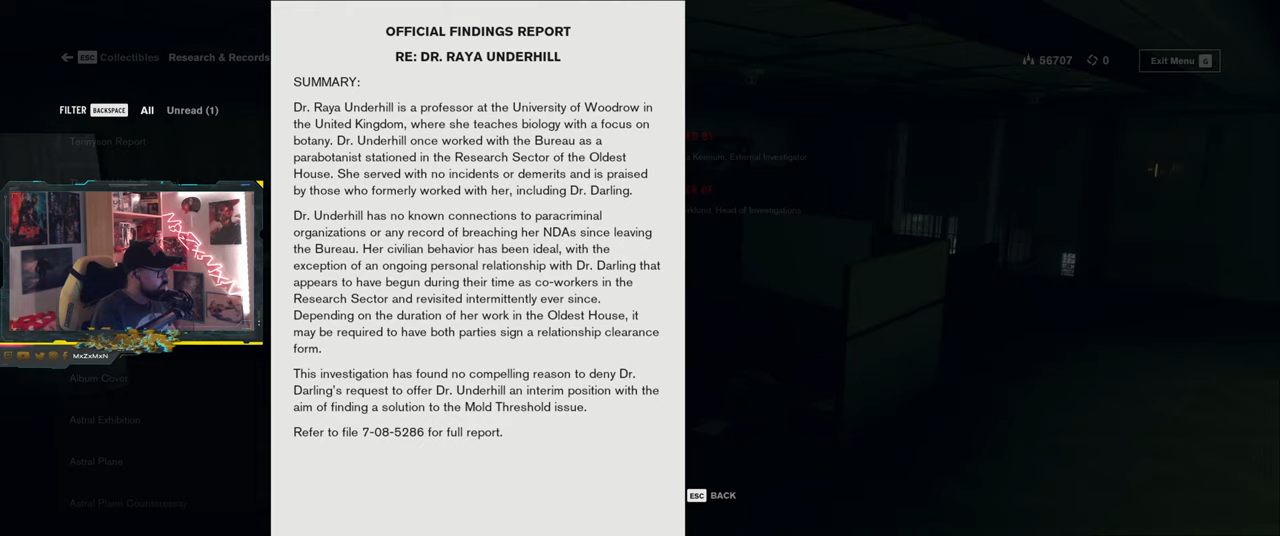 OFFICIAL FINDINGS REPORT
RE: DR. RAYA UNDERHILL
SUMMARY:
Dr. Raya Underhill is a professor at the University of Woodrow in
the United Kingdom, where she teaches biology with a focus on
botany. Dr. Underhill once worked with the Bureau as a
parabotanist stationed in the Research Sector of the Oldest
House. She served with no incidents or demerits and is praised
by those who formerly worked with her, including Dr. Darling.
Dr. Underhill has no known connections to paracriminal
organizations or any record of breaching her NDAs since leaving
the Bureau. Her civilian behavior has been ideal, with the
exception of an ongoing personal relationship with Dr. Darling that
appears to have begun during their time as co-workers in the
Research Sector and revisited intermittently ever since.
Depending on the duration of her work in the Oldest House, it
may be required to have both parties sign a relationship clearance
form.
This investigation has found no compelling reason to deny Dr.
Darling's request to offer Dr. Underhill an interim position with the
aim of finding a solution to the Mold Threshold issue.
Refer to file 7-08-5286 for full report.
ESC Collectibles Research & Records
FILTER BACKSPACE All Unread (1)
Tennyson Report
MxZxMxN
Album Cover
Astral Exhibition
Astral Plane
Astral Plane
56707 0 Exit Menu G
Keenum, External Investigator
Head of Investigations
ESC BACK